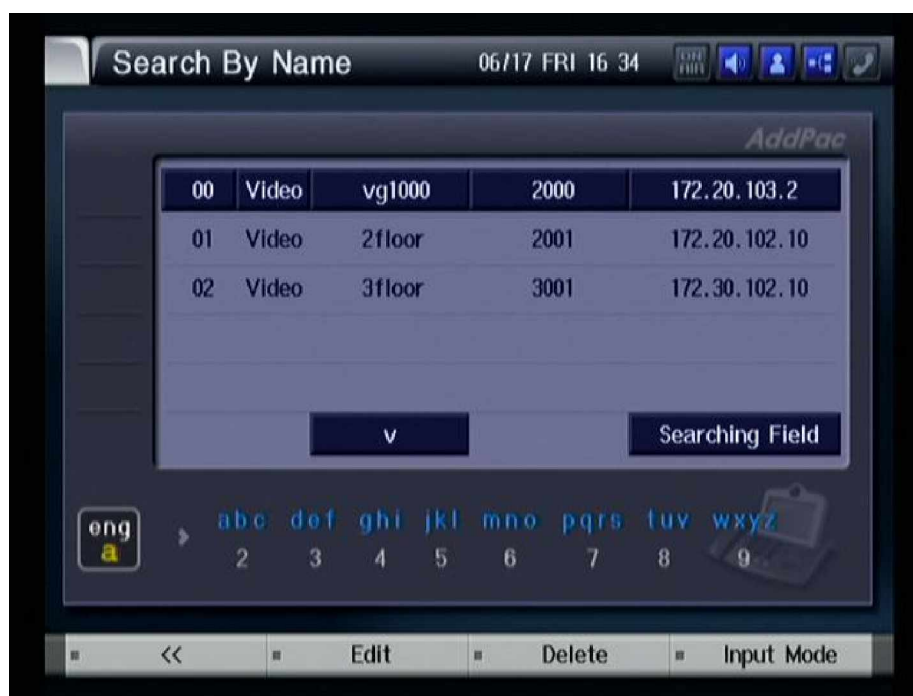 Search By Name 06/17 FRI 16 34
AddPac
00 Video vg1000 2000 172.20.103.2
01 Video 2floor 2001 172.20.102.10
02 Video 3floor 3001 172.30.102.10
v Searching Field
eng abc def ghi jkl mno pqrs tuv wxyz
a 2 3 4 5 6 7 8 9..
<< Edit Delete Input Mode